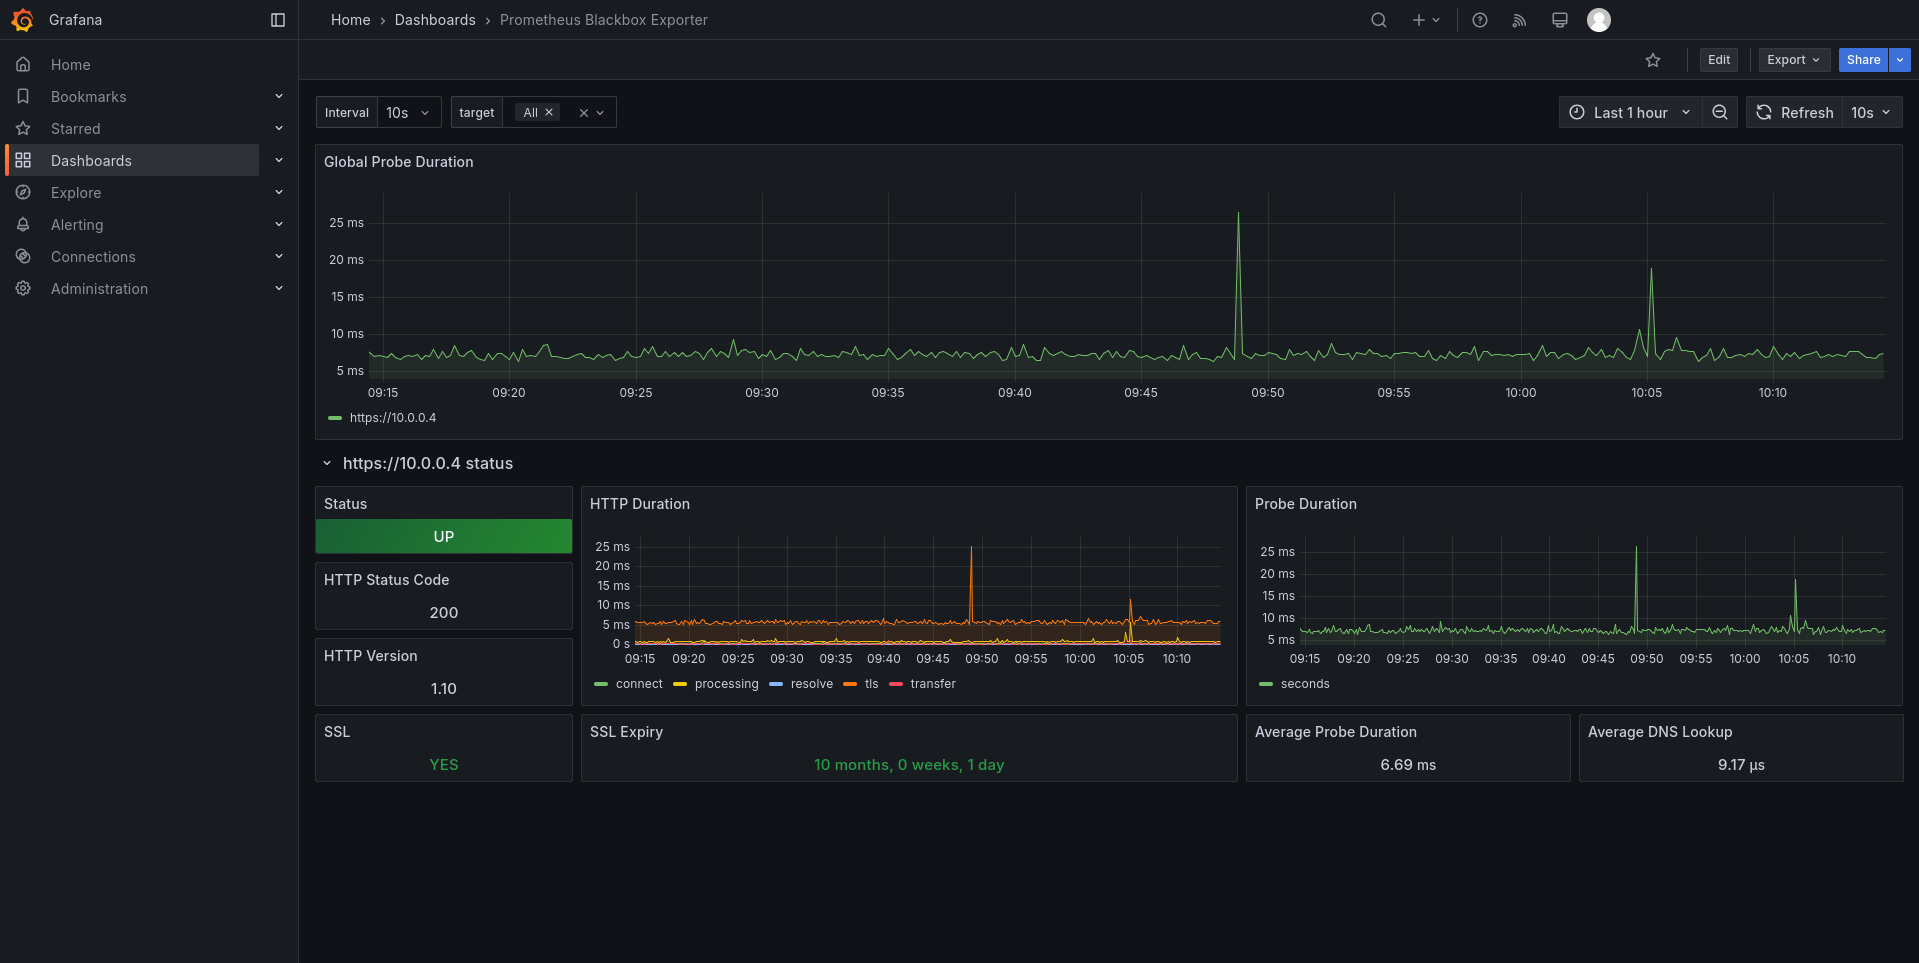 Grafana
Home › Dashboards › Prometheus Blackbox Exporter
Home
Bookmarks
Starred
Dashboards
Explore
Alerting
Connections
Administration
Edit
Export
Share
Interval 10s target All
Last 1 hour Refresh 10s
Global Probe Duration
25 ms
20 ms
15 ms
10 ms
5 ms
09:15 09:20 09:25 09:30 09:35 09:40 09:45 09:50 09:55 10:00 10:05 10:10
https://10.0.0.4
https://10.0.0.4 status
Status
UP
HTTP Status Code
200
HTTP Version
1.10
HTTP Duration
25 ms
20 ms
15 ms
10 ms
5 ms
0 s
09:15 09:20 09:25 09:30 09:35 09:40 09:45 09:50 09:55 10:00 10:05 10:10
connect processing resolve tls transfer
Probe Duration
25 ms
20 ms
15 ms
10 ms
5 ms
09:15 09:20 09:25 09:30 09:35 09:40 09:45 09:50 09:55 10:00 10:05 10:10
seconds
SSL
YES
SSL Expiry
10 months, 0 weeks, 1 day
Average Probe Duration
6.69 ms
Average DNS Lookup
9.17 µs